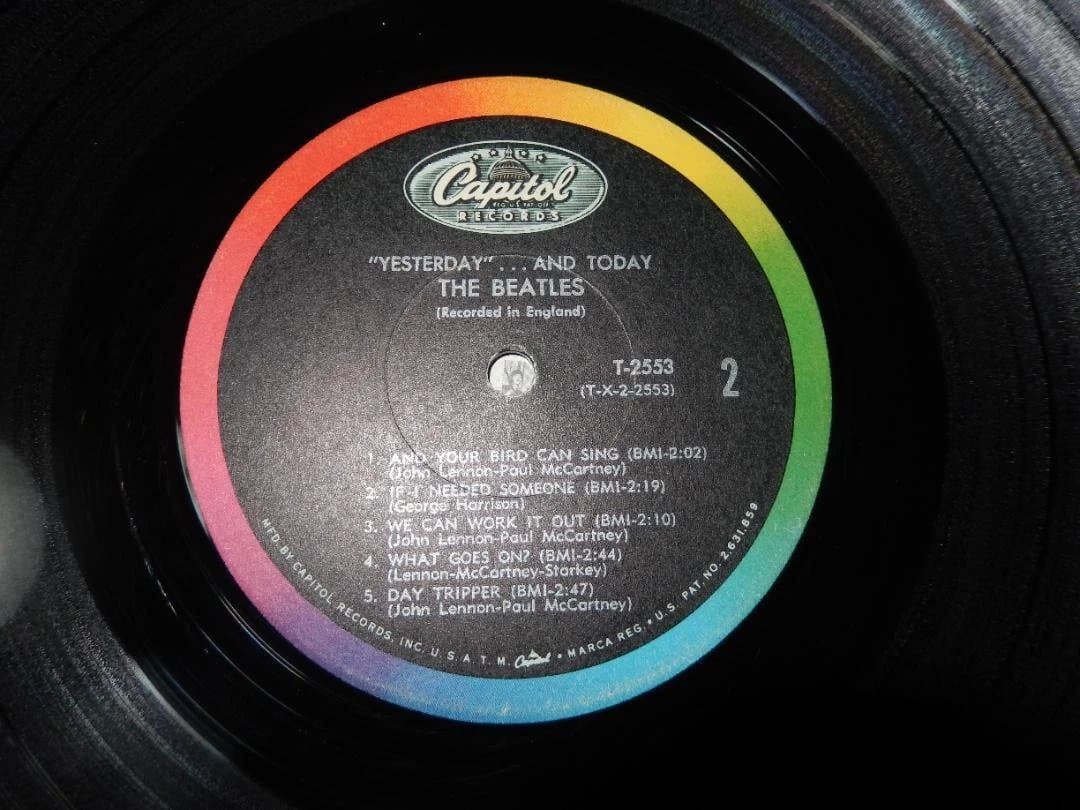 Capitol
RECORDS
"YESTERDAY" ... AND TODAY
THE BEATLES
(Recorded in England)
T-2553
(T-X-2-2553)
2
1. AND YOUR BIRD CAN SING (BMI-2:02)
(John Lennon-Paul McCartney)
2. IF I NEEDED SOMEONE (BMI-2:19)
(George Harrison)
3. WE CAN WORK IT OUT (BMI-2:10)
(John Lennon-Paul McCartney)
4. WHAT GOES ON? (BMI-2:44)
(Lennon-McCartney-Starkey)
5. DAY TRIPPER (BMI-2:47)
(John Lennon-Paul McCartney)
MFD. BY CAPITOL RECORDS, INC. U.S.A. T.M. Capitol • MARCA REG. • U.S. PAT. NO. 2,631,859